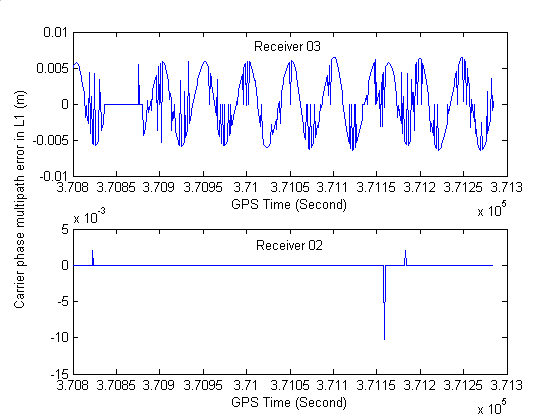 Carrier phase multipath error in L1 (m)
Receiver 03
0.01
0.005
0
-0.005
-0.01
3.708 3.7085 3.709 3.7095 3.71 3.7105 3.711 3.7115 3.712 3.7125 3.713
GPS Time (Second)
x 10^5
x 10^-3
Receiver 02
5
0
-5
-10
-15
3.708 3.7085 3.709 3.7095 3.71 3.7105 3.711 3.7115 3.712 3.7125 3.713
GPS Time (Second)
x 10^5